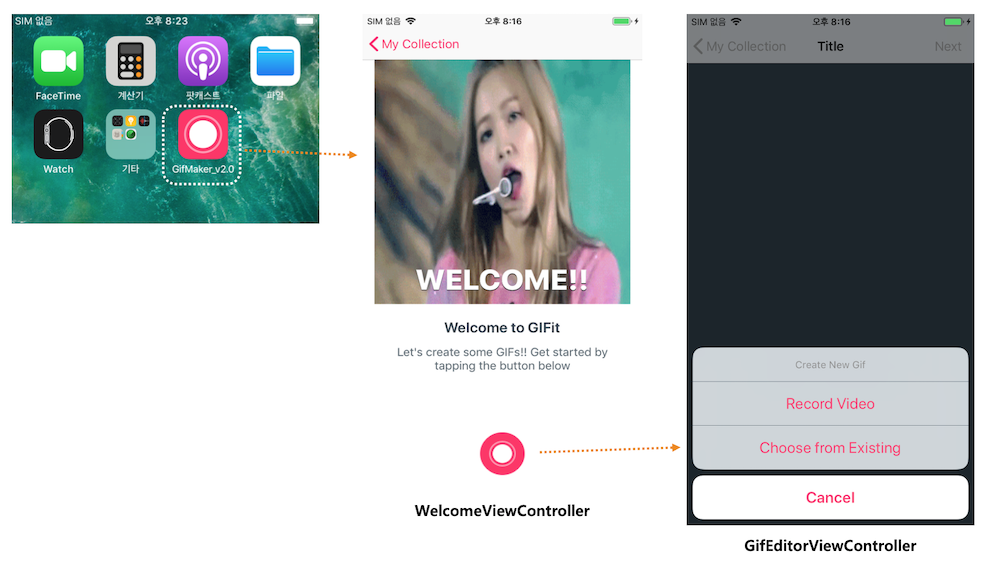 SIM 없음 오후 8:23
FaceTime 계산기 팟캐스트 파일
Watch 기타 GifMaker_v2.0
SIM 없음 오후 8:16
My Collection
WELCOME!!
Welcome to GIFit
Let's create some GIFs!! Get started by
tapping the button below
WelcomeViewController
SIM 없음 오후 8:16
My Collection Title Next
Create New Gif
Record Video
Choose from Existing
Cancel
GifEditorViewController